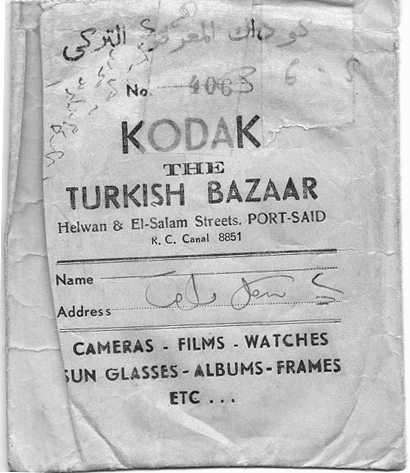 كوداك المعرض التركي
No. 4063
KODAK
THE
TURKISH BAZAAR
Helwan & El-Salam Streets. PORT-SAID
R. C. Canal 8851
Name
Address
CAMERAS - FILMS - WATCHES
SUN GLASSES - ALBUMS - FRAMES
ETC ...